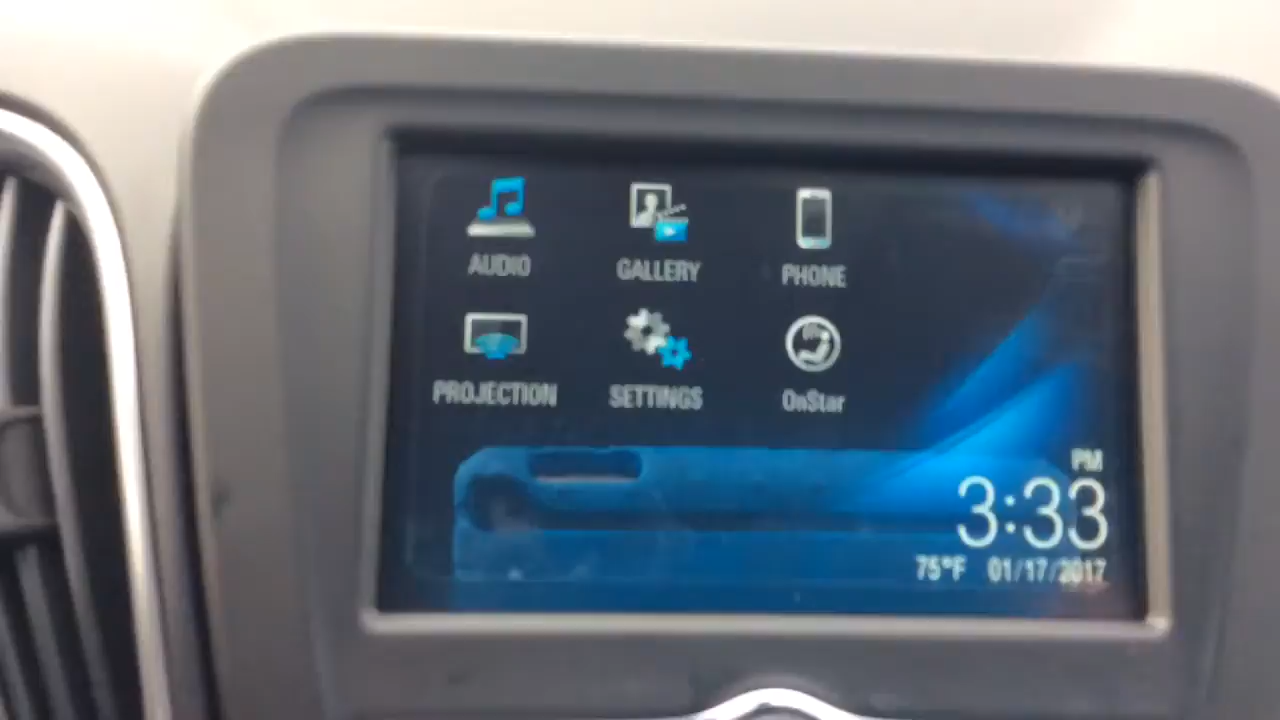 AUDIO GALLERY PHONE
PROJECTION SETTINGS OnStar
PM
3:33
75°F 01/17/2017